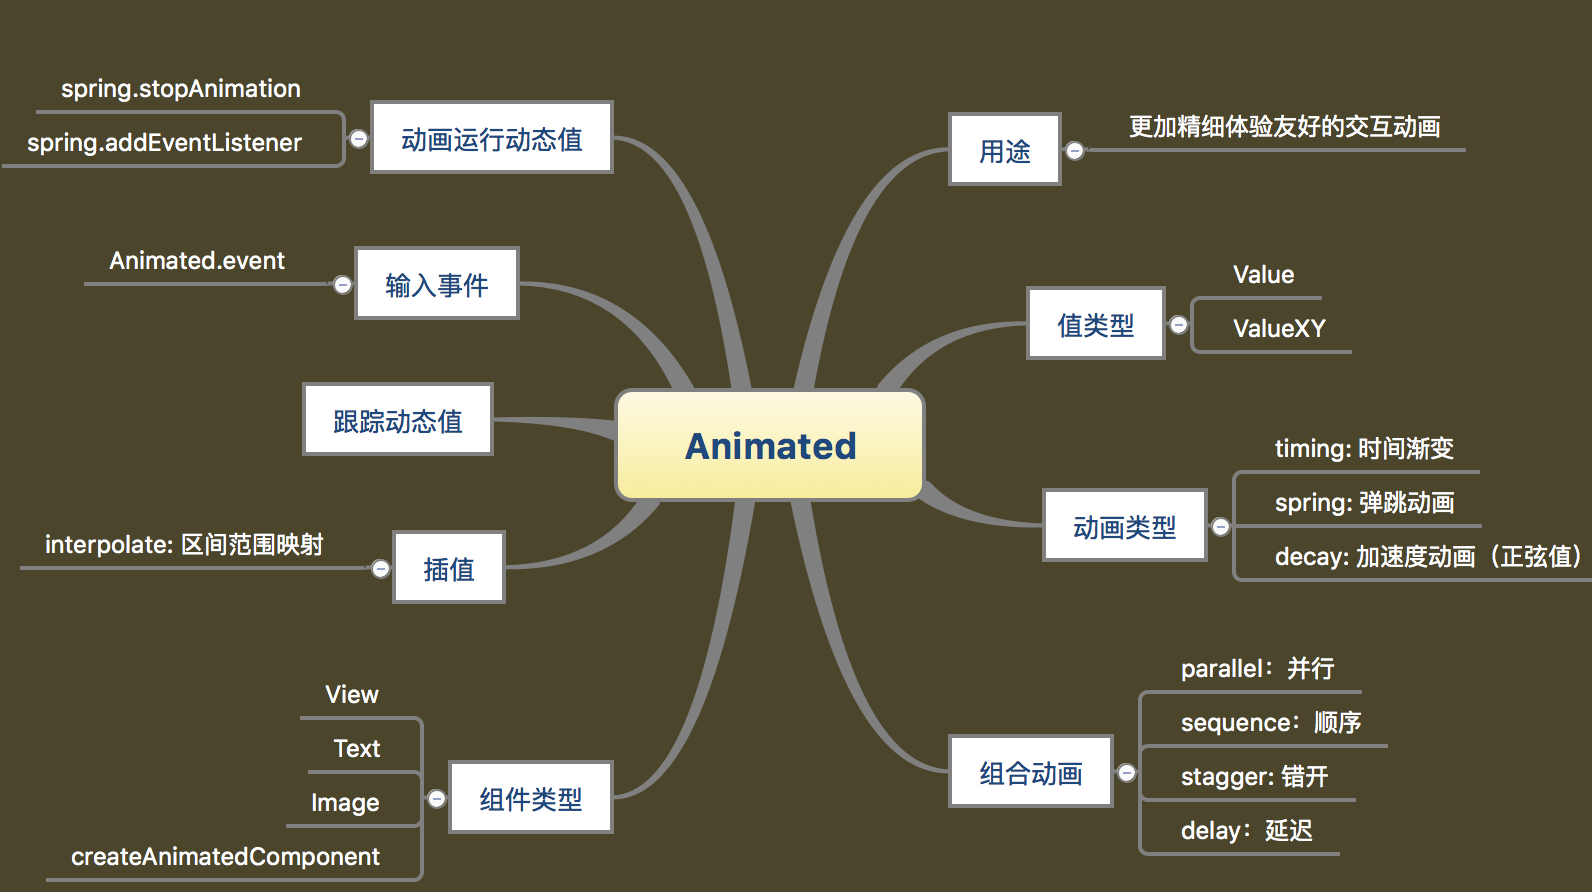 Animated
用途
更加精细体验友好的交互动画
值类型
Value
ValueXY
动画类型
timing: 时间渐变
spring: 弹跳动画
decay: 加速度动画（正弦值）
组合动画
parallel：并行
sequence：顺序
stagger: 错开
delay：延迟
动画运行动态值
spring.stopAnimation
spring.addEventListener
输入事件
Animated.event
跟踪动态值
插值
interpolate: 区间范围映射
组件类型
View
Text
Image
createAnimatedComponent